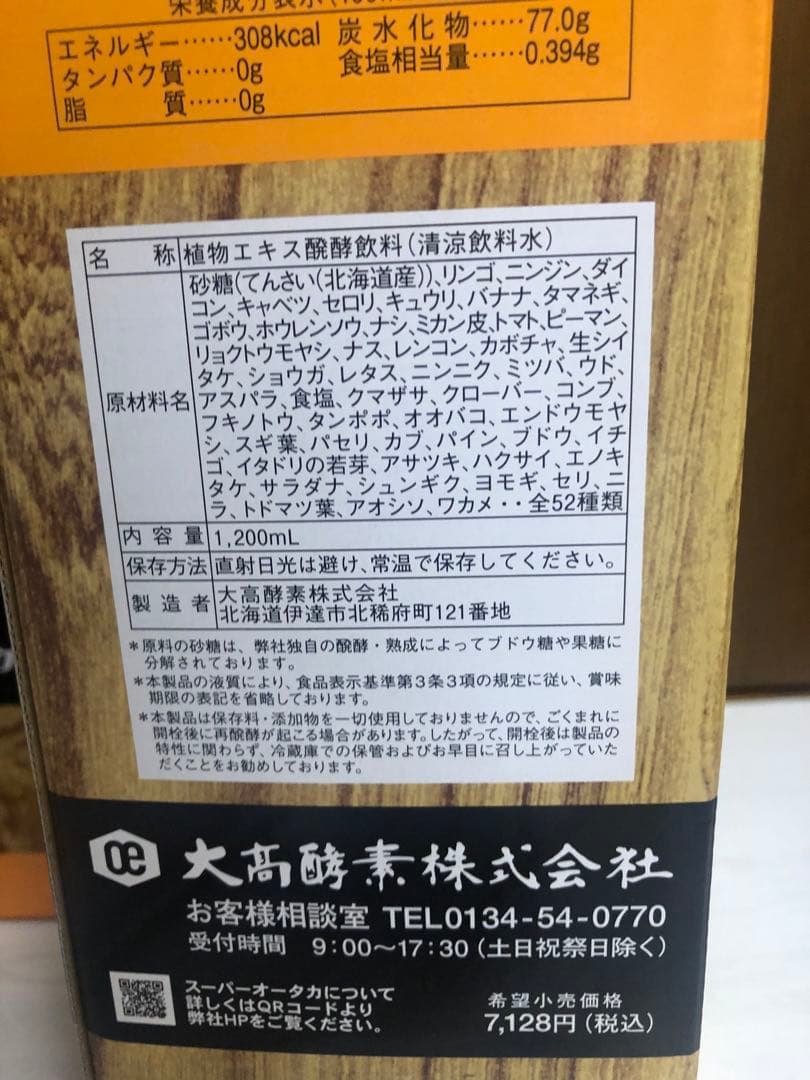 栄養成分表示
エネルギー……308kcal 炭水化物……77.0g
タンパク質……0g 食塩相当量……0.394g
脂　質……0g
名　称 植物エキス醗酵飲料(清涼飲料水)
原材料名 砂糖(てんさい(北海道産))、リンゴ、ニンジン、ダイ
コン、キャベツ、セロリ、キュウリ、バナナ、タマネギ、
ゴボウ、ホウレンソウ、ナシ、ミカン皮、トマト、ピーマン、
リョクトウモヤシ、ナス、レンコン、カボチャ、生シイ
タケ、ショウガ、レタス、ニンニク、ミツバ、ウド、
アスパラ、食塩、クマザサ、クローバー、コンブ、
フキノトウ、タンポポ、オオバコ、エンドウモヤ
シ、スギ葉、パセリ、カブ、パイン、ブドウ、イチ
ゴ、イタドリの若芽、アサツキ、ハクサイ、エノキ
タケ、サラダナ、シュンギク、ヨモギ、セリ、ニ
ラ、トドマツ葉、アオシソ、ワカメ・・全52種類
内容量 1,200mL
保存方法 直射日光は避け、常温で保存してください。
製造者 大高酵素株式会社
北海道伊達市北稀府町121番地
*原料の砂糖は、弊社独自の醗酵・熟成によってブドウ糖や果糖に
分解されております。
*本製品の液質により、食品表示基準第3条3項の規定に従い、賞味
期限の表記を省略しております。
*本製品は保存料・添加物を一切使用しておりませんので、ごくまれに
開栓後に再醗酵が起こる場合があります。したがって、開栓後は製品の
特性に関わらず、冷蔵庫での保管およびお早目に召し上がっていた
だくことをお勧めしております。
oe 大高酵素株式会社
お客様相談室 TEL0134-54-0770
受付時間 9:00〜17:30(土日祝祭日除く)
スーパーオータカについて
詳しくはQRコードより
弊社HPをご覧ください。
希望小売価格
7,128円(税込)